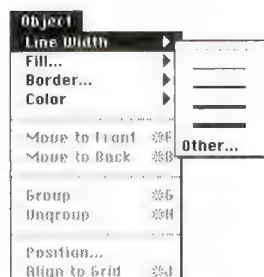 Object
Line Width
Fill...
Border...
Color
Move to Front ⌘F
Move to Back ⌘B
Other...
Group ⌘G
Ungroup ⌘H
Position...
Align to Grid ⌘J